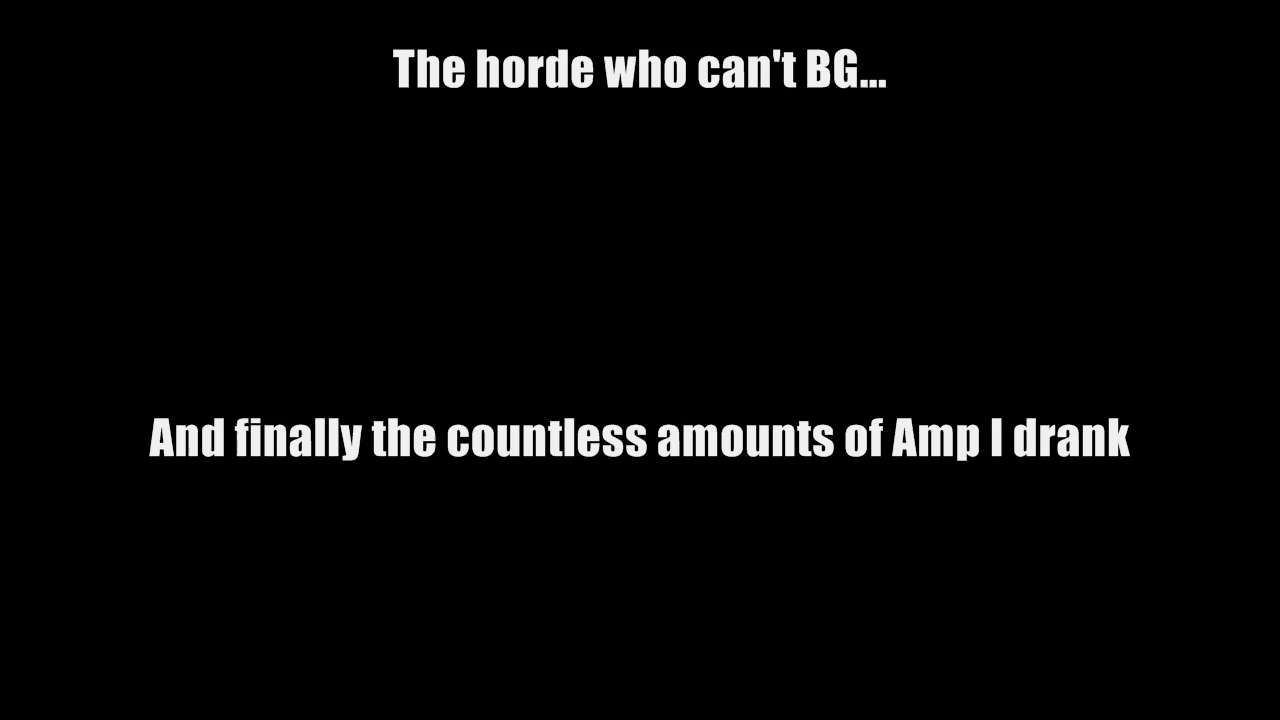 The horde who can't BG...
And finally the countless amounts of Amp I drank